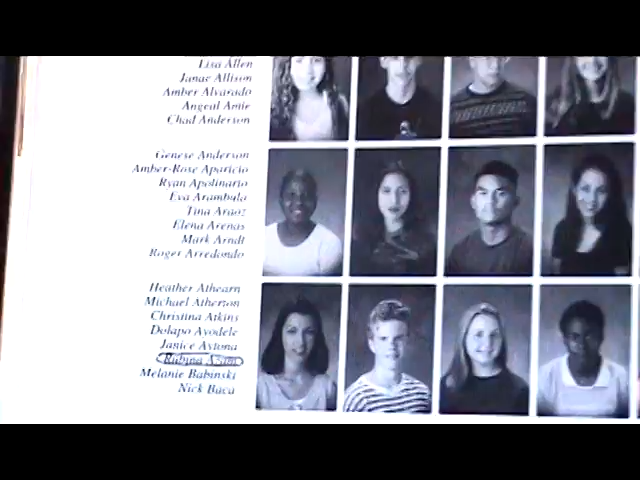 Lisa Allen
Janae Allison
Amber Alvarado
Angeal Amir
Chad Anderson
Genese Anderson
Amber-Rose Aparicio
Ryan Apolinario
Eva Arambula
Tina Araoz
Elena Arenas
Mark Arndt
Roger Arredondo
Heather Athearn
Michael Atherton
Christina Atkins
Dolapo Ayodele
Janice Aytona
Rubina
Melanie Babinski
Nick Baca